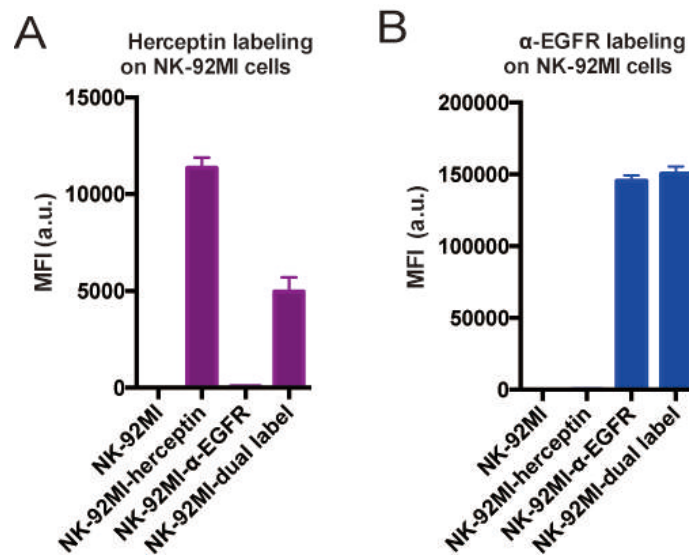 A
Herceptin labeling
on NK-92MI cells
MFI (a.u.)
15000
10000
5000
0
NK-92MI
NK-92MI-herceptin
NK-92MI-α-EGFR
NK-92MI-dual label
B
α-EGFR labeling
on NK-92MI cells
MFI (a.u.)
200000
150000
100000
50000
0
NK-92MI
NK-92MI-herceptin
NK-92MI-α-EGFR
NK-92MI-dual label